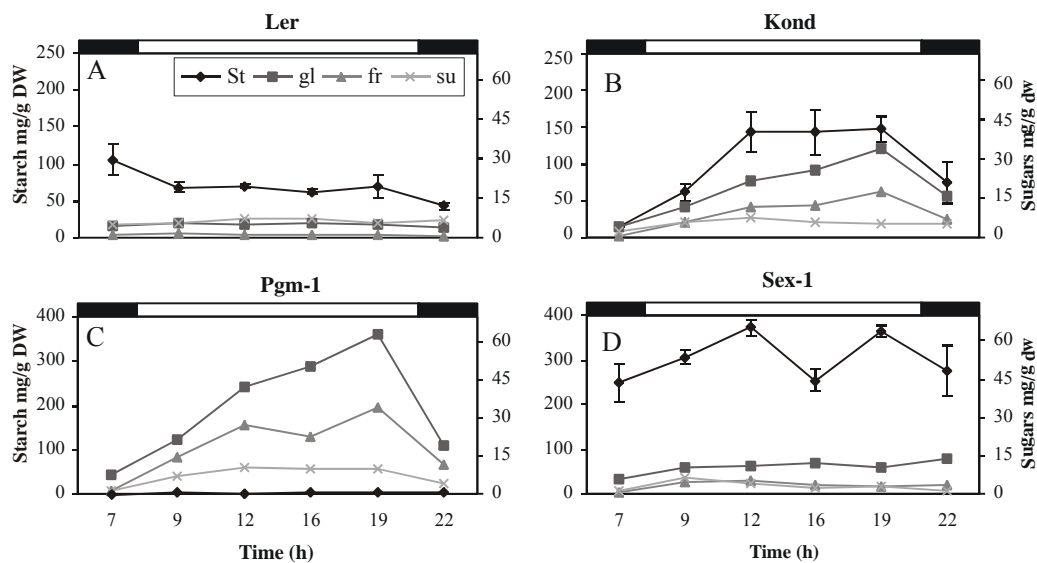 Ler
Kond
A
St gl fr su
B
Starch mg/g DW
250
200
150
100
50
0
60
45
30
15
0
250
200
150
100
50
0
60
45
30
15
0
Sugars mg/g dw
Pgm-1
Sex-1
C
D
Starch mg/g DW
400
300
200
100
0
60
45
30
15
0
400
300
200
100
0
60
45
30
15
0
Sugars mg/g dw
7 9 12 16 19 22
7 9 12 16 19 22
Time (h)
Time (h)